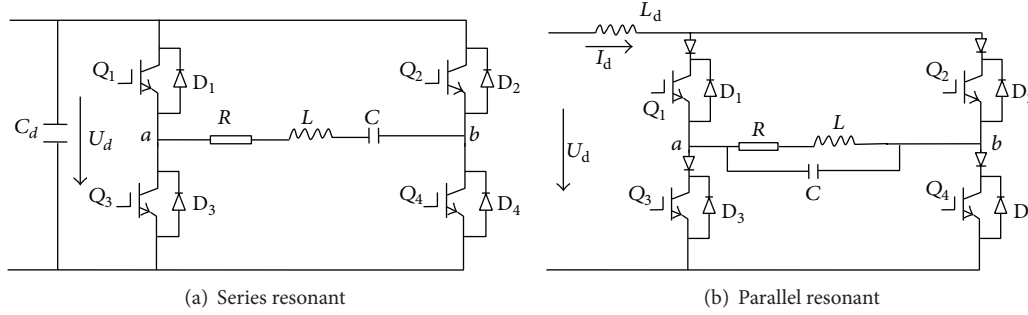 L_d
I_d
Q_1
D_1
Q_2
D_2
C_d
U_d
a
R
L
C
b
Q_3
D_3
Q_4
D_4
(a) Series resonant
Q_1
D_1
Q_2
D
U_d
a
R
L
C
b
Q_3
D_3
Q_4
D
(b) Parallel resonant